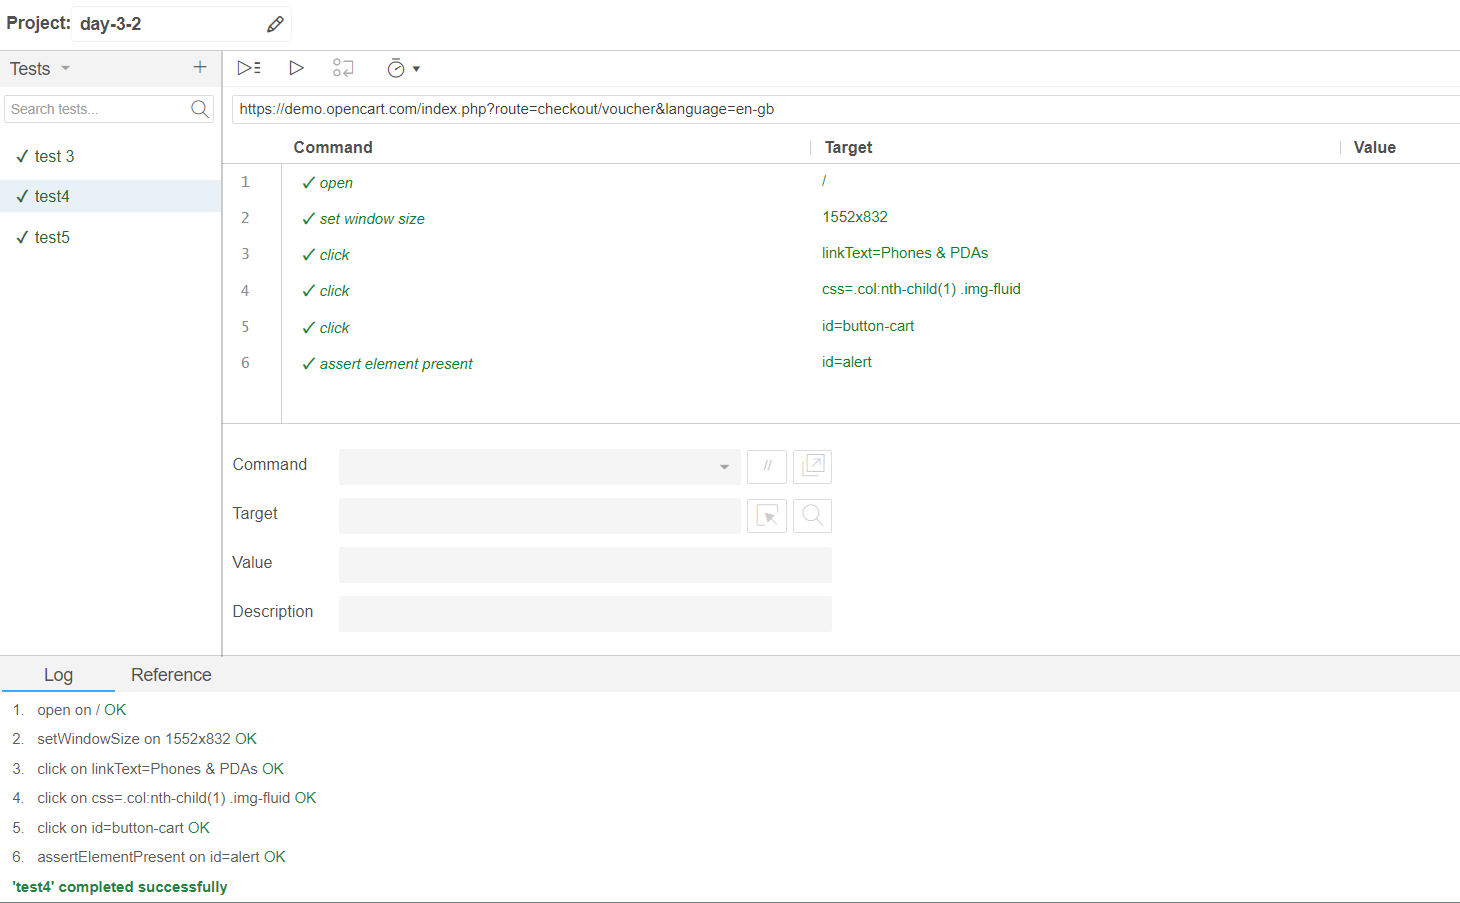 Project: day-3-2
Tests
Search tests...
✓ test 3
✓ test4
✓ test5
https://demo.opencart.com/index.php?route=checkout/voucher&language=en-gb
Command Target Value
1 ✓ open /
2 ✓ set window size 1552x832
3 ✓ click linkText=Phones & PDAs
4 ✓ click css=.col:nth-child(1) .img-fluid
5 ✓ click id=button-cart
6 ✓ assert element present id=alert
Command //
Target
Value
Description
Log Reference
1. open on / OK
2. setWindowSize on 1552x832 OK
3. click on linkText=Phones & PDAs OK
4. click on css=.col:nth-child(1) .img-fluid OK
5. click on id=button-cart OK
6. assertElementPresent on id=alert OK
'test4' completed successfully